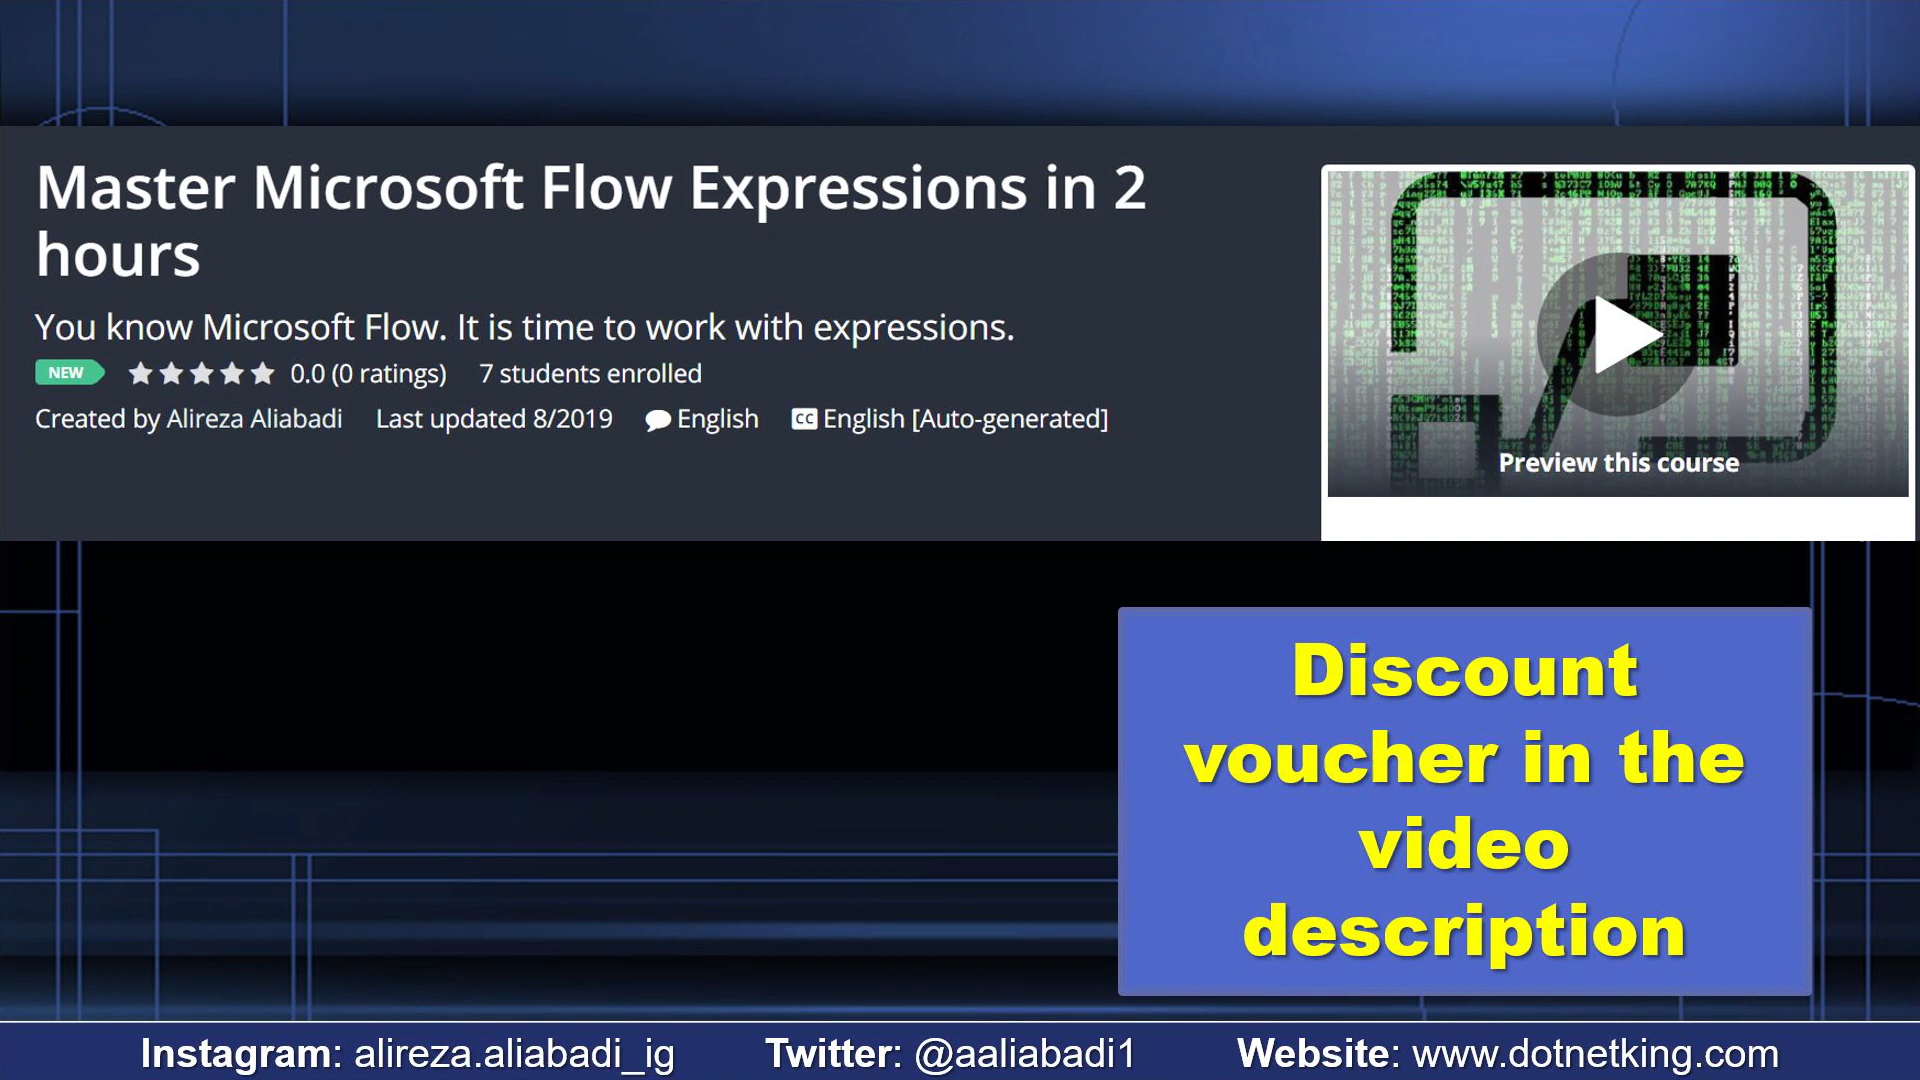 Master Microsoft Flow Expressions in 2
hours
You know Microsoft Flow. It is time to work with expressions.
NEW 0.0 (0 ratings) 7 students enrolled
Created by Alireza Aliabadi Last updated 8/2019 English CC English [Auto-generated]
Preview this course
Discount
voucher in the
video
description
Instagram: alireza.aliabadi_ig Twitter: @aaliabadi1 Website: www.dotnetking.com